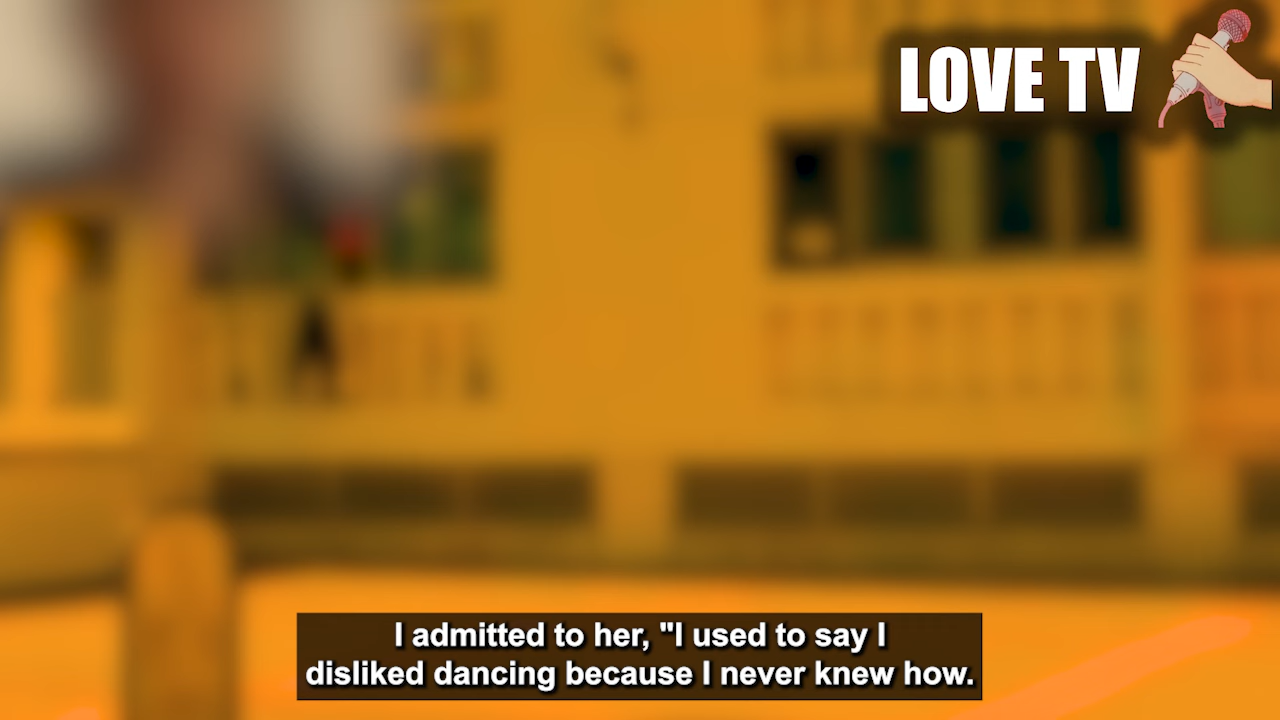 LOVE TV
I admitted to her, "I used to say I
disliked dancing because I never knew how.